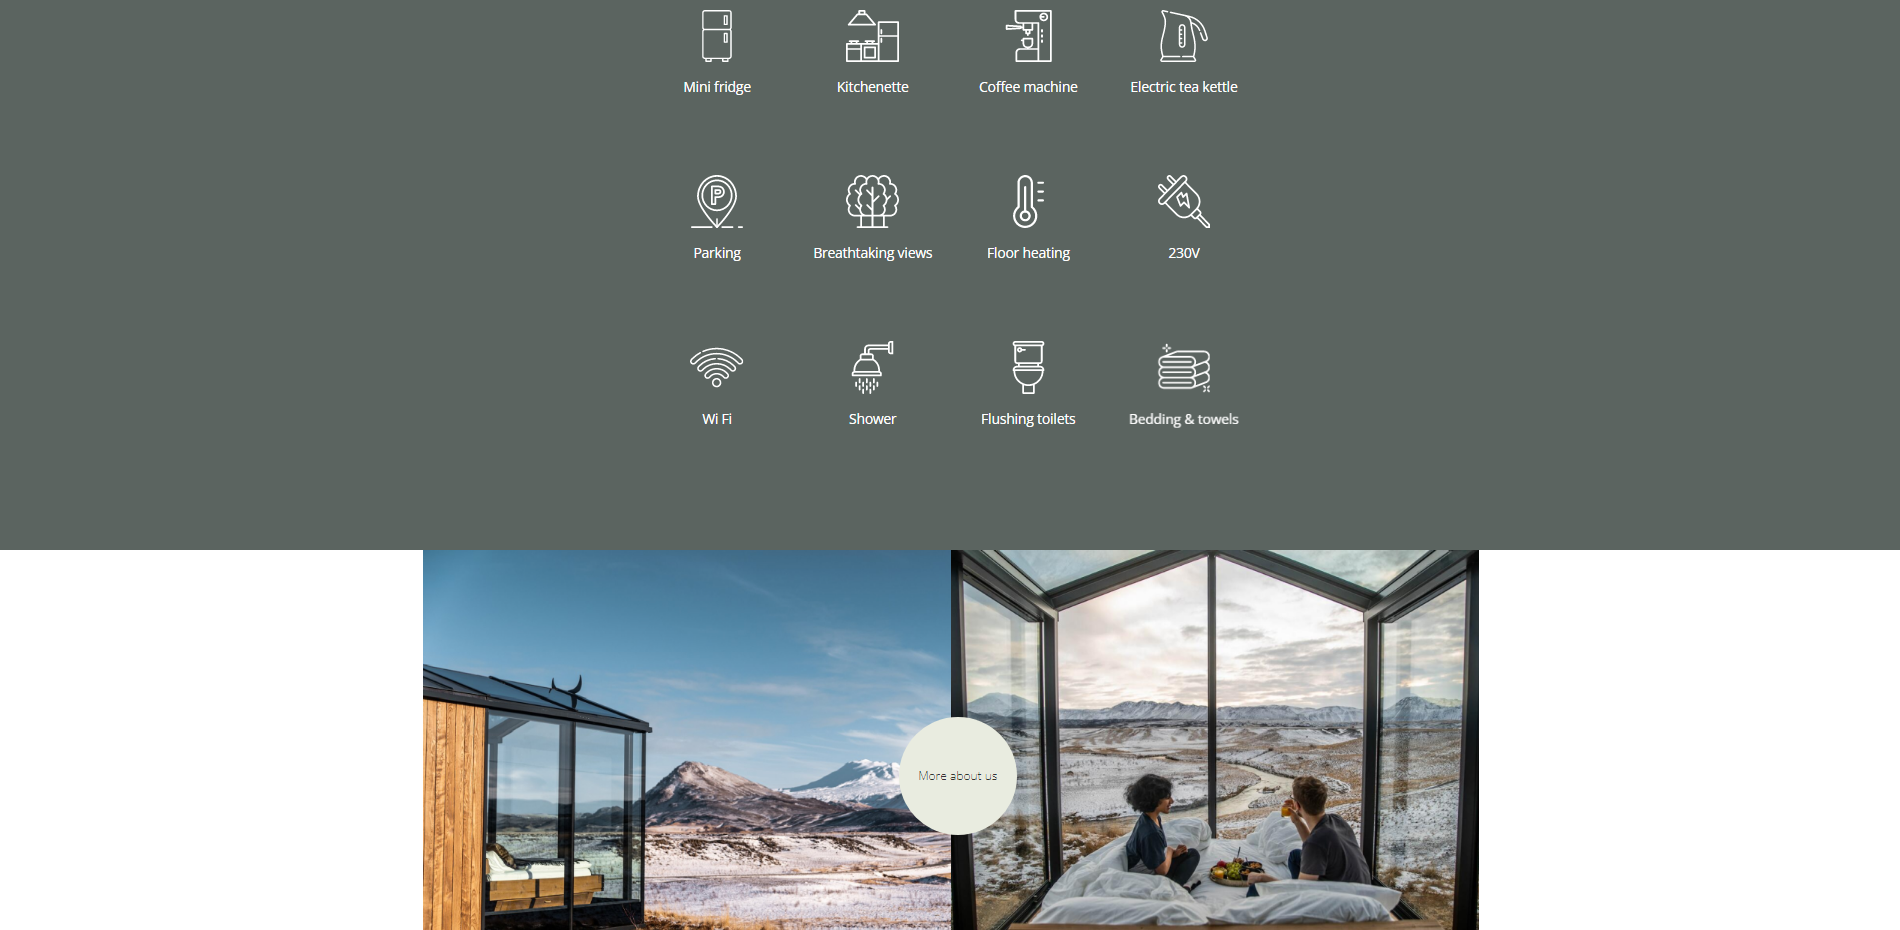 Mini fridge
Kitchenette
Coffee machine
Electric tea kettle
P
Parking
Breathtaking views
Floor heating
230V
Wi Fi
Shower
Flushing toilets
Bedding & towels
More about us